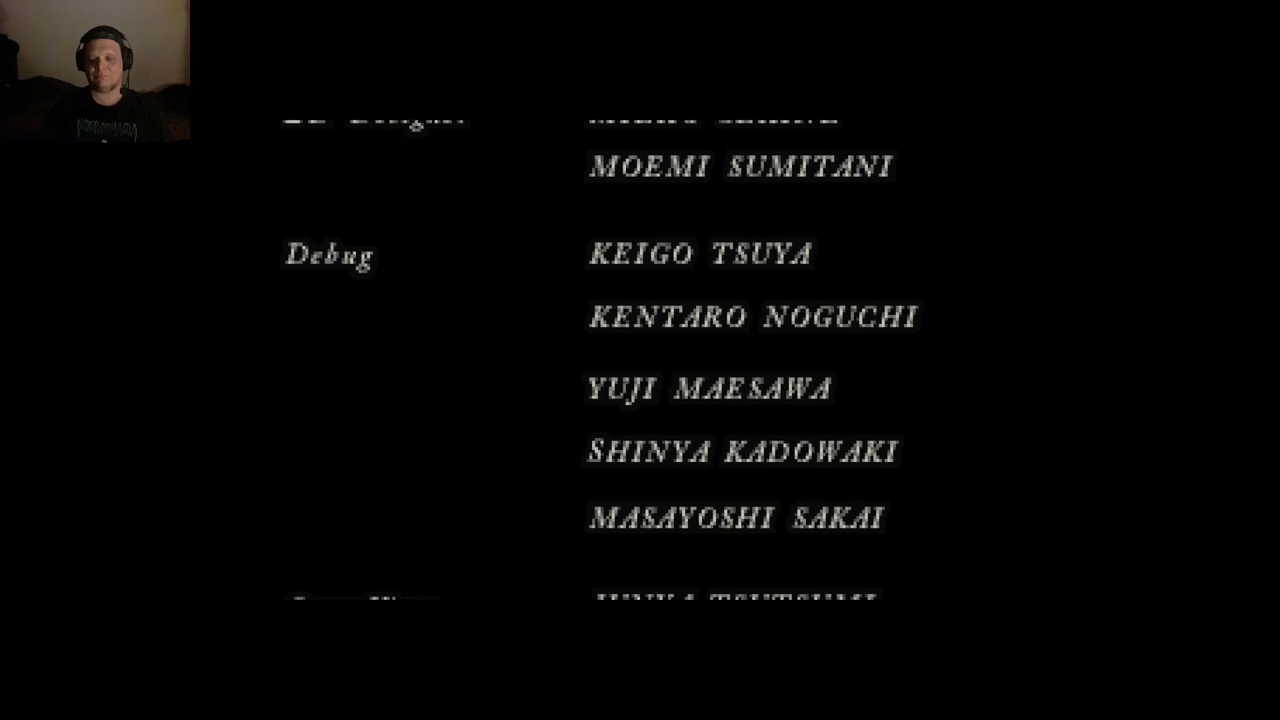 MOEMI SUMITANI
Debug KEIGO TSUYA
KENTARO NOGUCHI
YUJI MAESAWA
SHINYA KADOWAKI
MASAYOSHI SAKAI